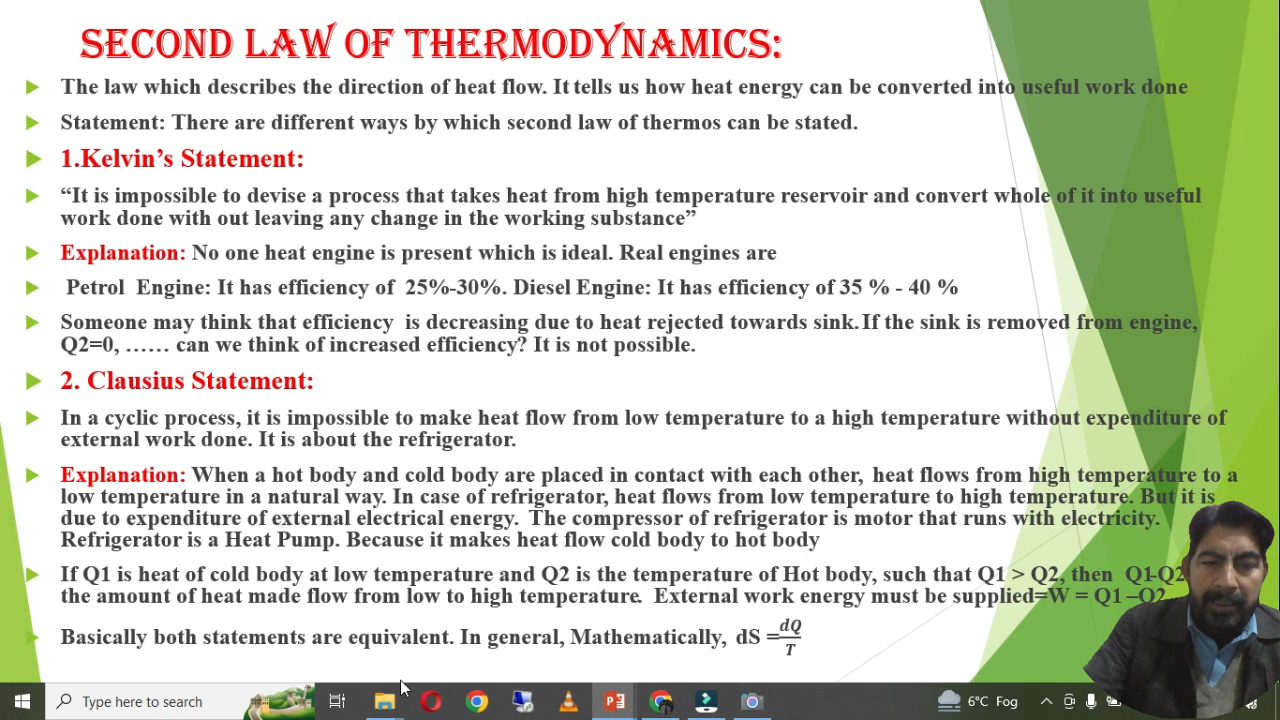 SECOND LAW OF THERMODYNAMICS:
The law which describes the direction of heat flow. It tells us how heat energy can be converted into useful work done
Statement: There are different ways by which second law of thermos can be stated.
1.Kelvin’s Statement:
“It is impossible to devise a process that takes heat from high temperature reservoir and convert whole of it into useful
work done with out leaving any change in the working substance”
Explanation: No one heat engine is present which is ideal. Real engines are
Petrol Engine: It has efficiency of 25%-30%. Diesel Engine: It has efficiency of 35 % - 40 %
Someone may think that efficiency is decreasing due to heat rejected towards sink. If the sink is removed from engine,
Q2=0, …… can we think of increased efficiency? It is not possible.
2. Clausius Statement:
In a cyclic process, it is impossible to make heat flow from low temperature to a high temperature without expenditure of
external work done. It is about the refrigerator.
Explanation: When a hot body and cold body are placed in contact with each other, heat flows from high temperature to a
low temperature in a natural way. In case of refrigerator, heat flows from low temperature to high temperature. But it is
due to expenditure of external electrical energy. The compressor of refrigerator is motor that runs with electricity.
Refrigerator is a Heat Pump. Because it makes heat flow cold body to hot body
If Q1 is heat of cold body at low temperature and Q2 is the temperature of Hot body, such that Q1 > Q2, then Q1-Q2
the amount of heat made flow from low to high temperature. External work energy must be supplied=W = Q1 –Q2
Basically both statements are equivalent. In general, Mathematically, dS = dQ/T
Type here to search
6°C Fog